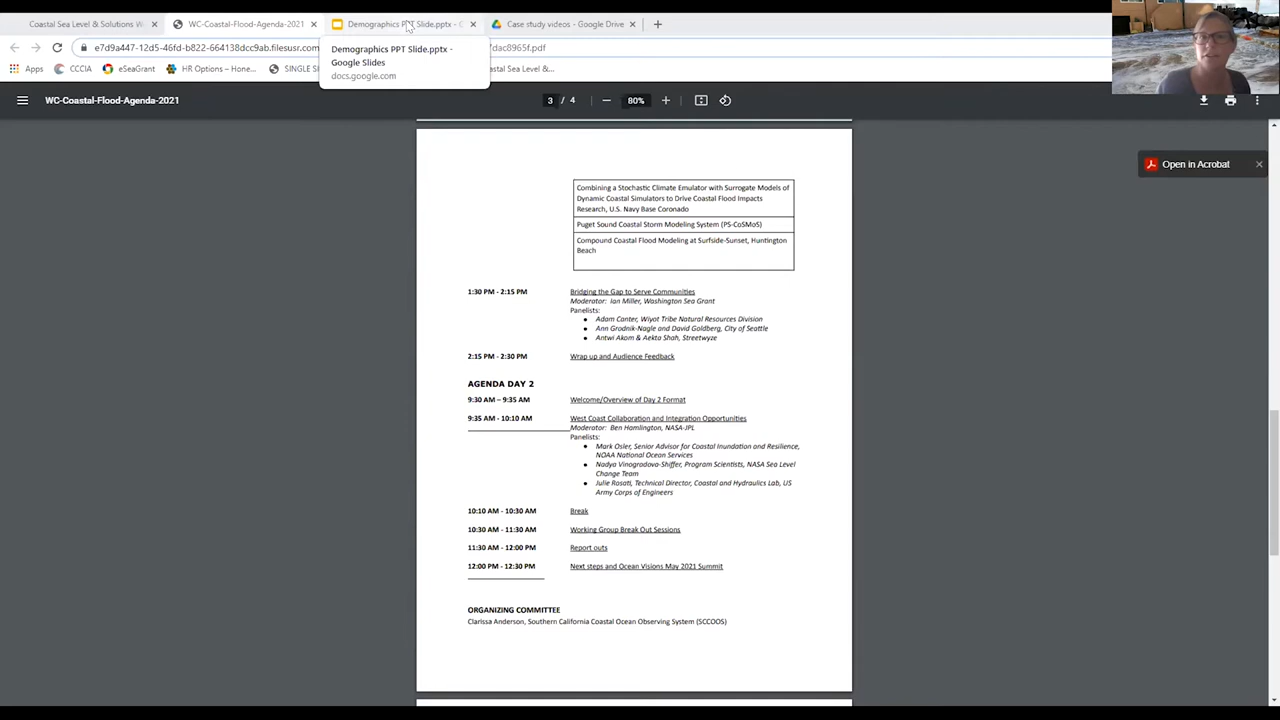 Coastal Sea Level & Solutions W
WC-Coastal-Flood-Agenda-2021
Demographics PPT Slide.pptx -
Case study videos - Google Drive
e7d9a447-12d5-46fd-b822-664138dcc9ab.filesusr.com
7dac8965f.pdf
Apps
CCCIA
eSeaGrant
HR Options – Hone...
SINGLE S
Coastal Sea Level &...
Demographics PPT Slide.pptx -
Google Slides
docs.google.com
WC-Coastal-Flood-Agenda-2021
3 / 4
80%
Open in Acrobat
Combining a Stochastic Climate Emulator with Surrogate Models of
Dynamic Coastal Simulators to Drive Coastal Flood Impacts
Research, U.S. Navy Base Coronado
Puget Sound Coastal Storm Modeling System (PS-CoSMoS)
Compound Coastal Flood Modeling at Surfside-Sunset, Huntington
Beach
1:30 PM - 2:15 PM Bridging the Gap to Serve Communities
Moderator: Ian Miller, Washington Sea Grant
Panelists:
● Adam Canter, Wiyot Tribe Natural Resources Division
● Ann Grodnik-Nagle and David Goldberg, City of Seattle
● Antwi Akom & Aekta Shah, Streetwyze
2:15 PM - 2:30 PM Wrap up and Audience Feedback
AGENDA DAY 2
9:30 AM – 9:35 AM Welcome/Overview of Day 2 Format
9:35 AM - 10:10 AM West Coast Collaboration and Integration Opportunities
Moderator: Ben Hamlington, NASA-JPL
Panelists:
● Mark Osler, Senior Advisor for Coastal Inundation and Resilience,
NOAA National Ocean Services
● Nadya Vinogradova-Shiffer, Program Scientists, NASA Sea Level
Change Team
● Julie Rosati, Technical Director, Coastal and Hydraulics Lab, US
Army Corps of Engineers
10:10 AM - 10:30 AM Break
10:30 AM - 11:30 AM Working Group Break Out Sessions
11:30 AM - 12:00 PM Report outs
12:00 PM - 12:30 PM Next steps and Ocean Visions May 2021 Summit
ORGANIZING COMMITTEE
Clarissa Anderson, Southern California Coastal Ocean Observing System (SCCOOS)